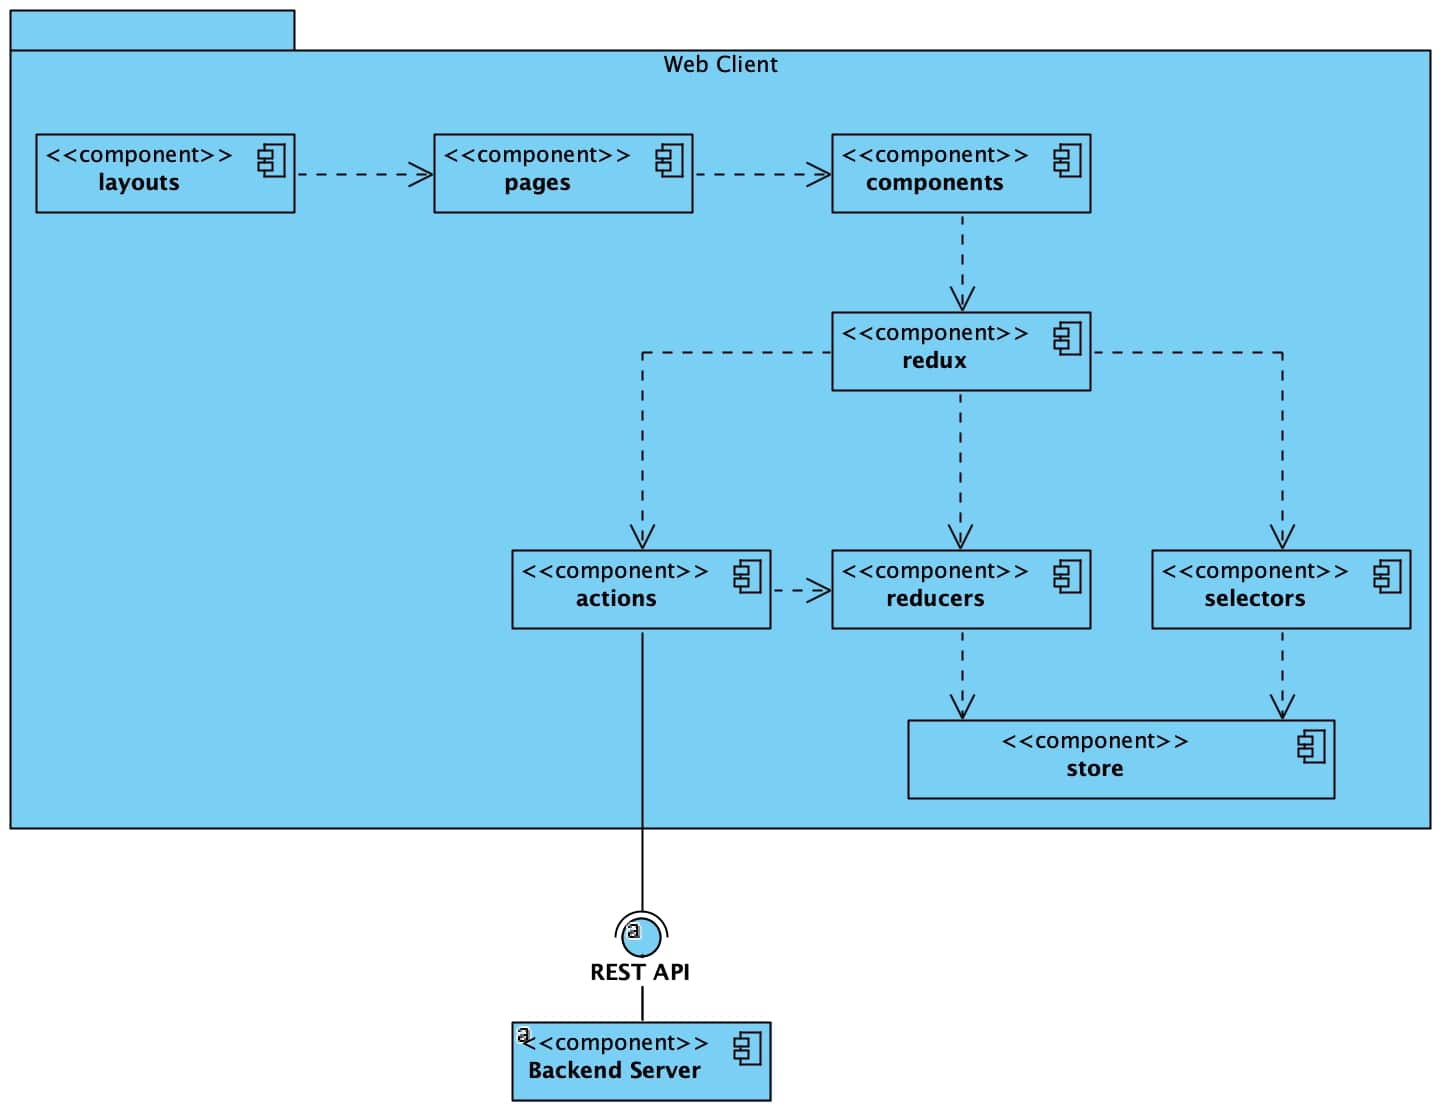 Web Client
<<component>>
layouts
<<component>>
pages
<<component>>
components
<<component>>
redux
<<component>>
actions
<<component>>
reducers
<<component>>
selectors
<<component>>
store
a
REST API
a
<<component>>
Backend Server